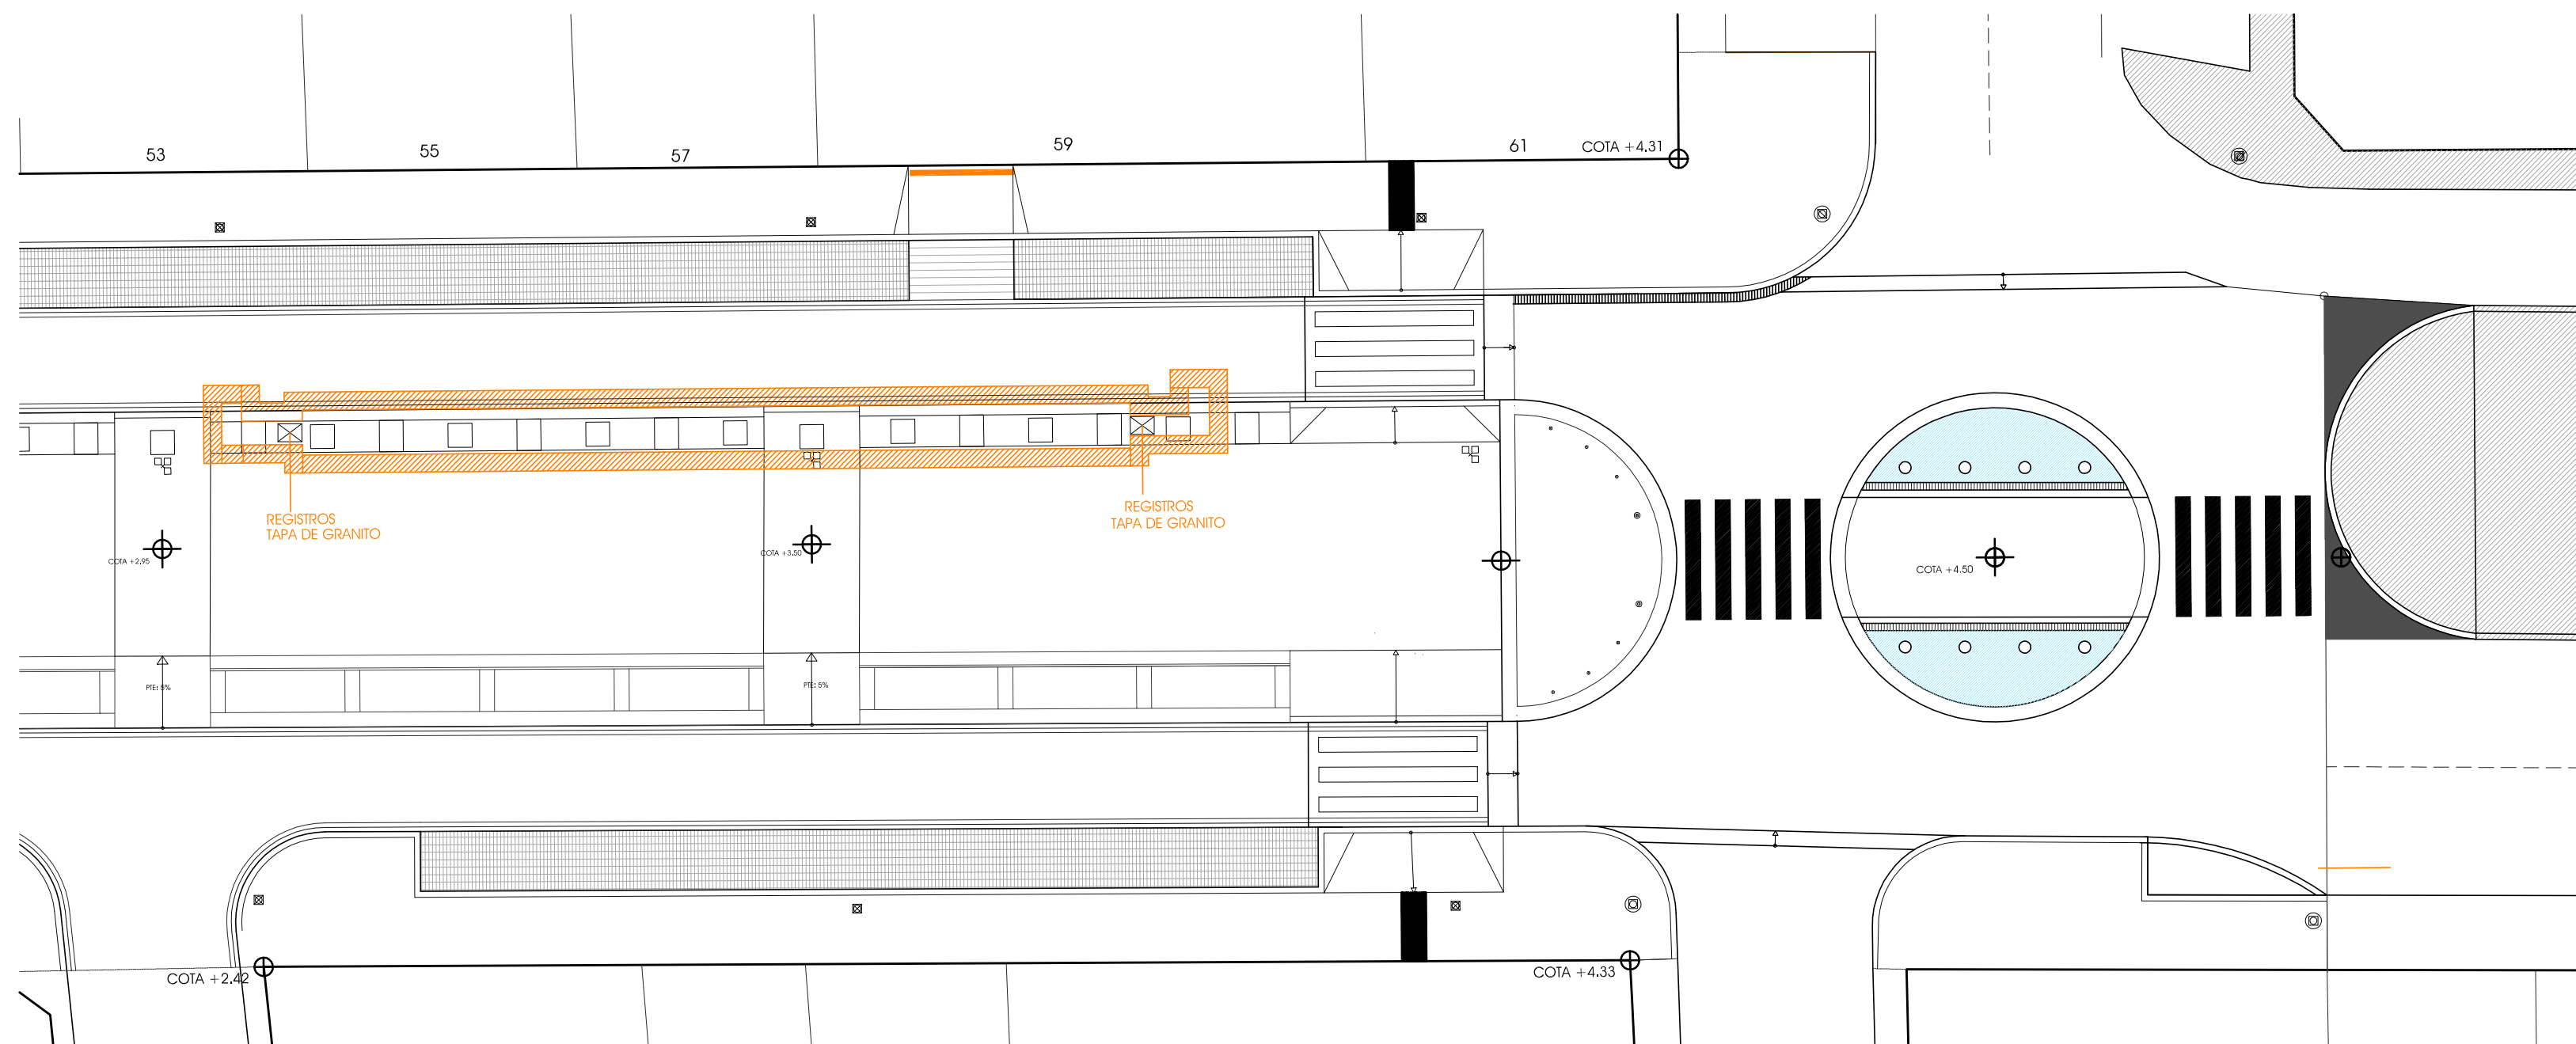 53
55
57
59
61
COTA +4.31
REGISTROS
TAPA DE GRANITO
REGISTROS
TAPA DE GRANITO
COTA +2,95
COTA +3.50
COTA +4.50
PTE: 5%
PTE: 5%
COTA +2.42
COTA +4.33